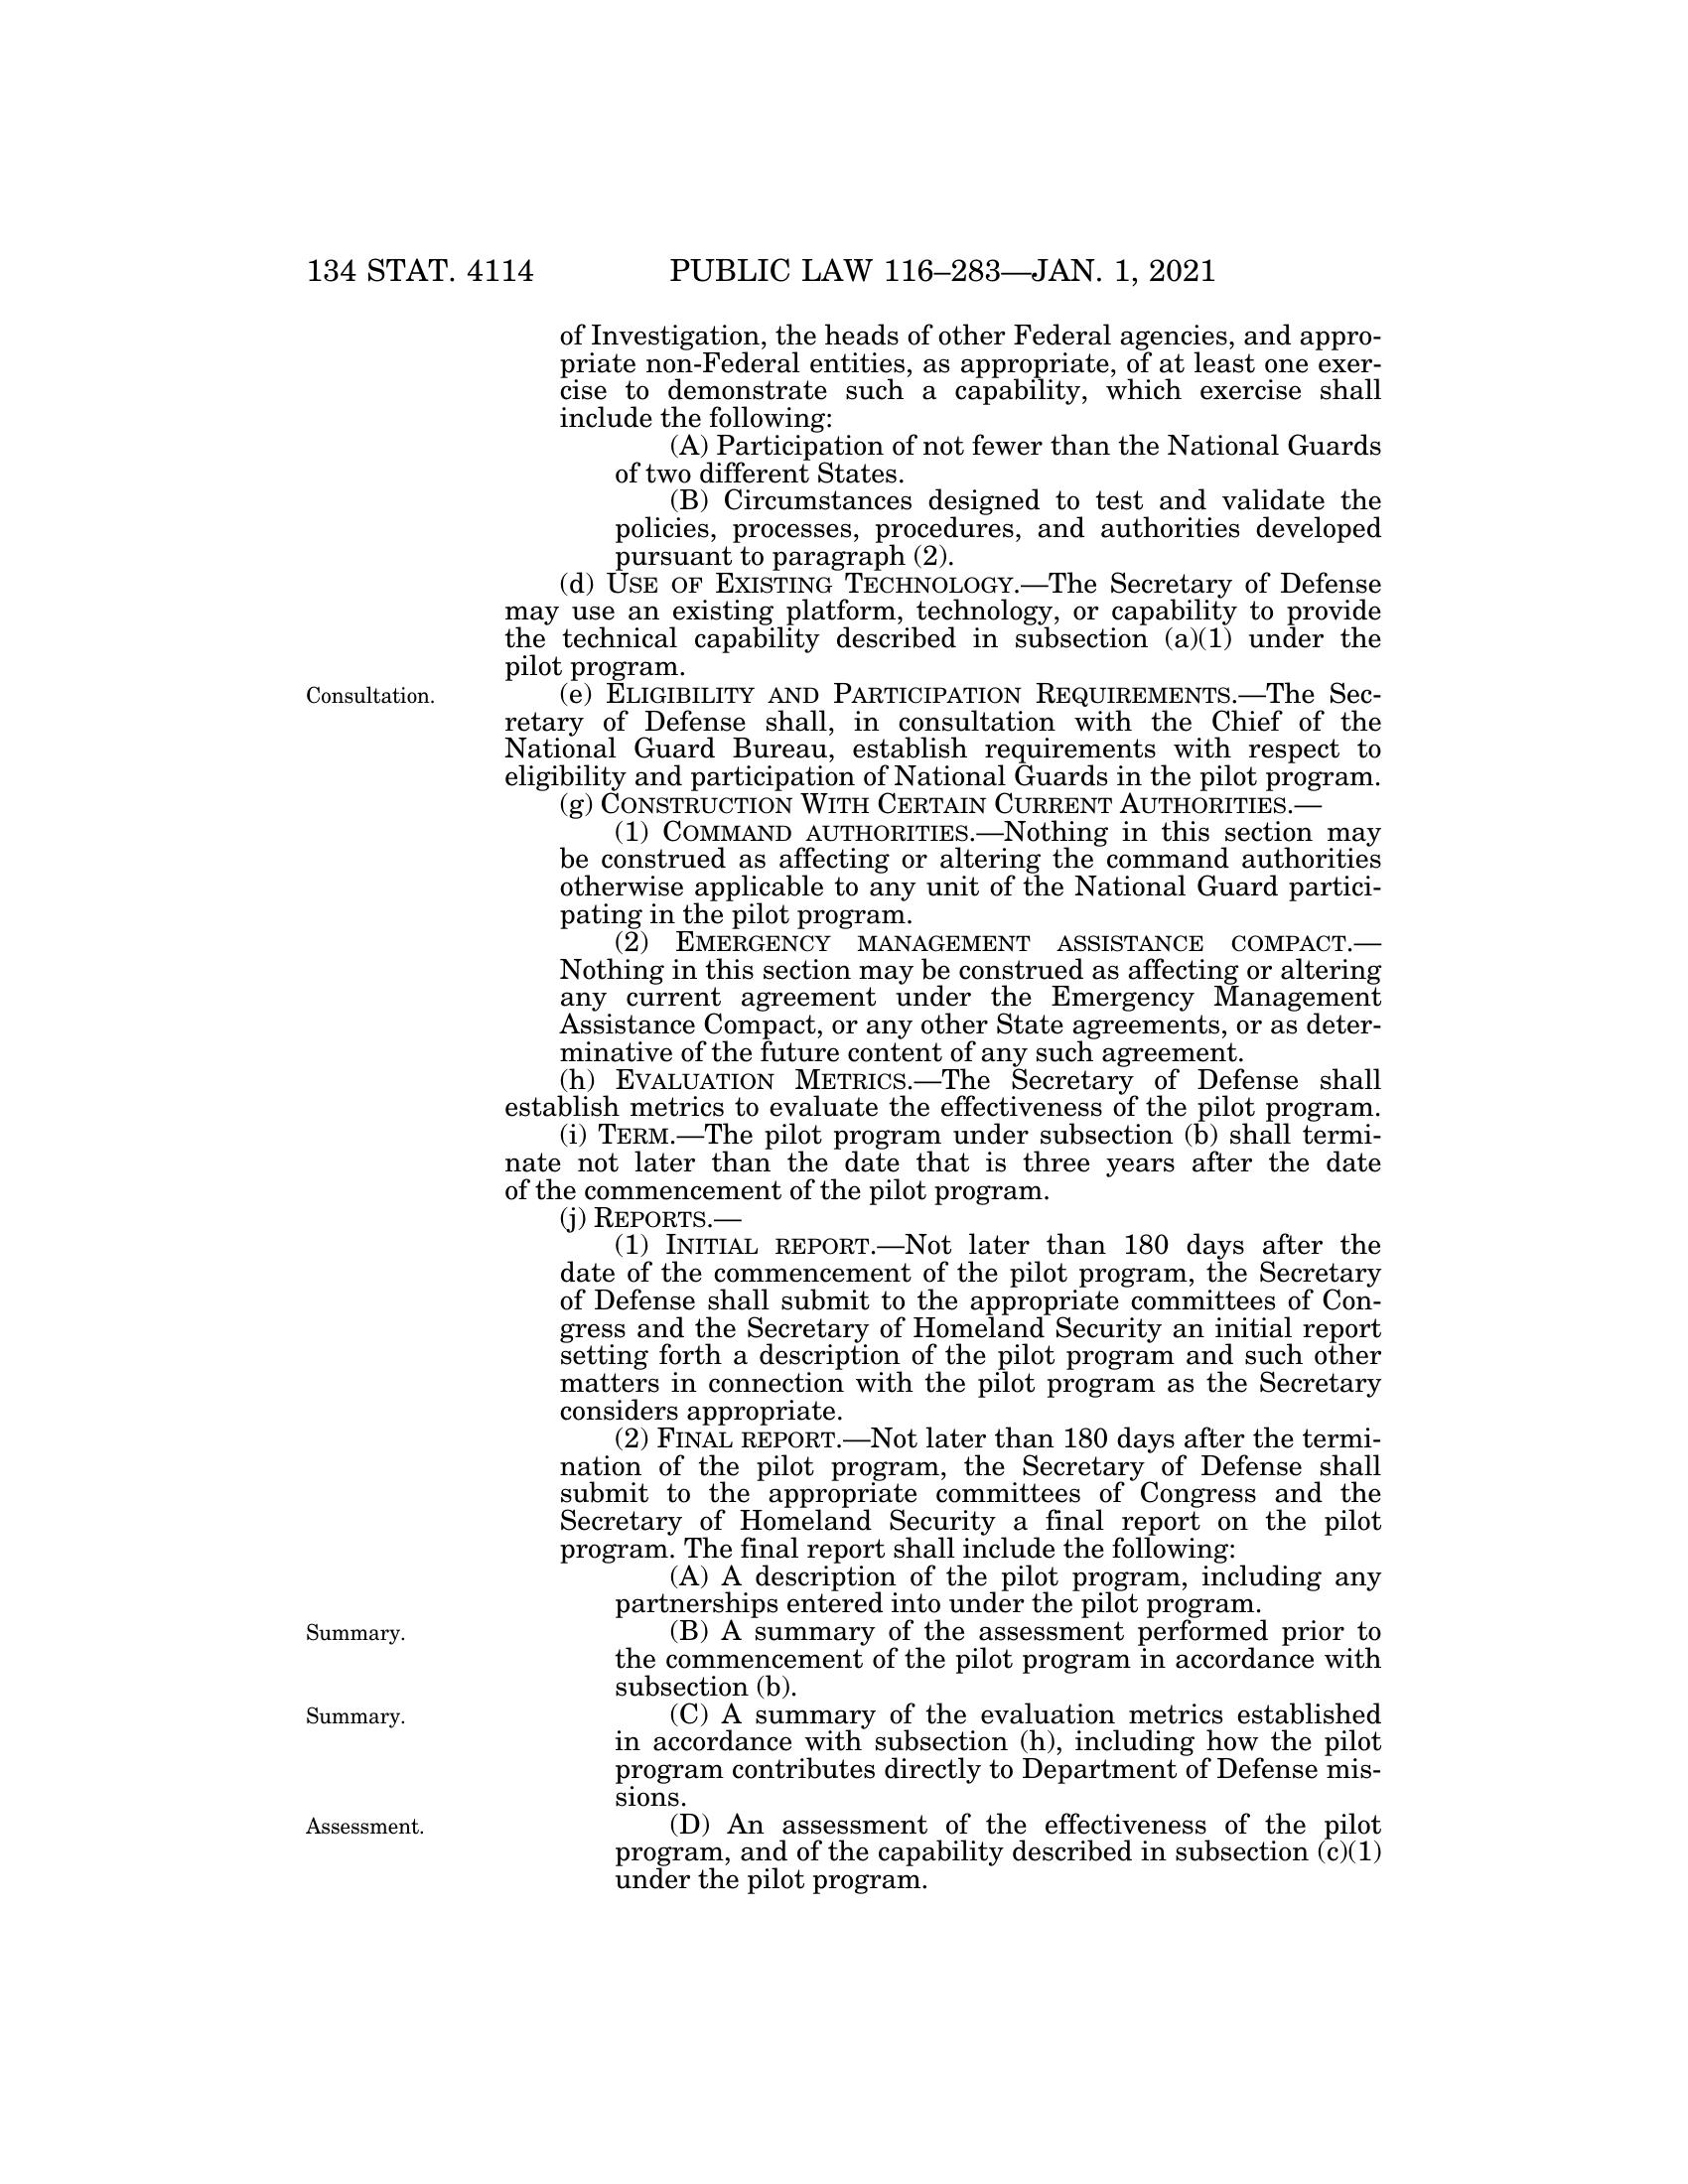 134 STAT. 4114 PUBLIC LAW 116–283—JAN. 1, 2021
of Investigation, the heads of other Federal agencies, and appro-
priate non-Federal entities, as appropriate, of at least one exer-
cise to demonstrate such a capability, which exercise shall
include the following:
(A) Participation of not fewer than the National Guards
of two different States.
(B) Circumstances designed to test and validate the
policies, processes, procedures, and authorities developed
pursuant to paragraph (2).
(d) USE OF EXISTING TECHNOLOGY.—The Secretary of Defense
may use an existing platform, technology, or capability to provide
the technical capability described in subsection (a)(1) under the
pilot program.
Consultation.
(e) ELIGIBILITY AND PARTICIPATION REQUIREMENTS.—The Sec-
retary of Defense shall, in consultation with the Chief of the
National Guard Bureau, establish requirements with respect to
eligibility and participation of National Guards in the pilot program.
(g) CONSTRUCTION WITH CERTAIN CURRENT AUTHORITIES.—
(1) COMMAND AUTHORITIES.—Nothing in this section may
be construed as affecting or altering the command authorities
otherwise applicable to any unit of the National Guard partici-
pating in the pilot program.
(2) EMERGENCY MANAGEMENT ASSISTANCE COMPACT.—
Nothing in this section may be construed as affecting or altering
any current agreement under the Emergency Management
Assistance Compact, or any other State agreements, or as deter-
minative of the future content of any such agreement.
(h) EVALUATION METRICS.—The Secretary of Defense shall
establish metrics to evaluate the effectiveness of the pilot program.
(i) TERM.—The pilot program under subsection (b) shall termi-
nate not later than the date that is three years after the date
of the commencement of the pilot program.
(j) REPORTS.—
(1) INITIAL REPORT.—Not later than 180 days after the
date of the commencement of the pilot program, the Secretary
of Defense shall submit to the appropriate committees of Con-
gress and the Secretary of Homeland Security an initial report
setting forth a description of the pilot program and such other
matters in connection with the pilot program as the Secretary
considers appropriate.
(2) FINAL REPORT.—Not later than 180 days after the termi-
nation of the pilot program, the Secretary of Defense shall
submit to the appropriate committees of Congress and the
Secretary of Homeland Security a final report on the pilot
program. The final report shall include the following:
(A) A description of the pilot program, including any
partnerships entered into under the pilot program.
Summary.
(B) A summary of the assessment performed prior to
the commencement of the pilot program in accordance with
subsection (b).
Summary.
(C) A summary of the evaluation metrics established
in accordance with subsection (h), including how the pilot
program contributes directly to Department of Defense mis-
sions.
Assessment.
(D) An assessment of the effectiveness of the pilot
program, and of the capability described in subsection (c)(1)
under the pilot program.